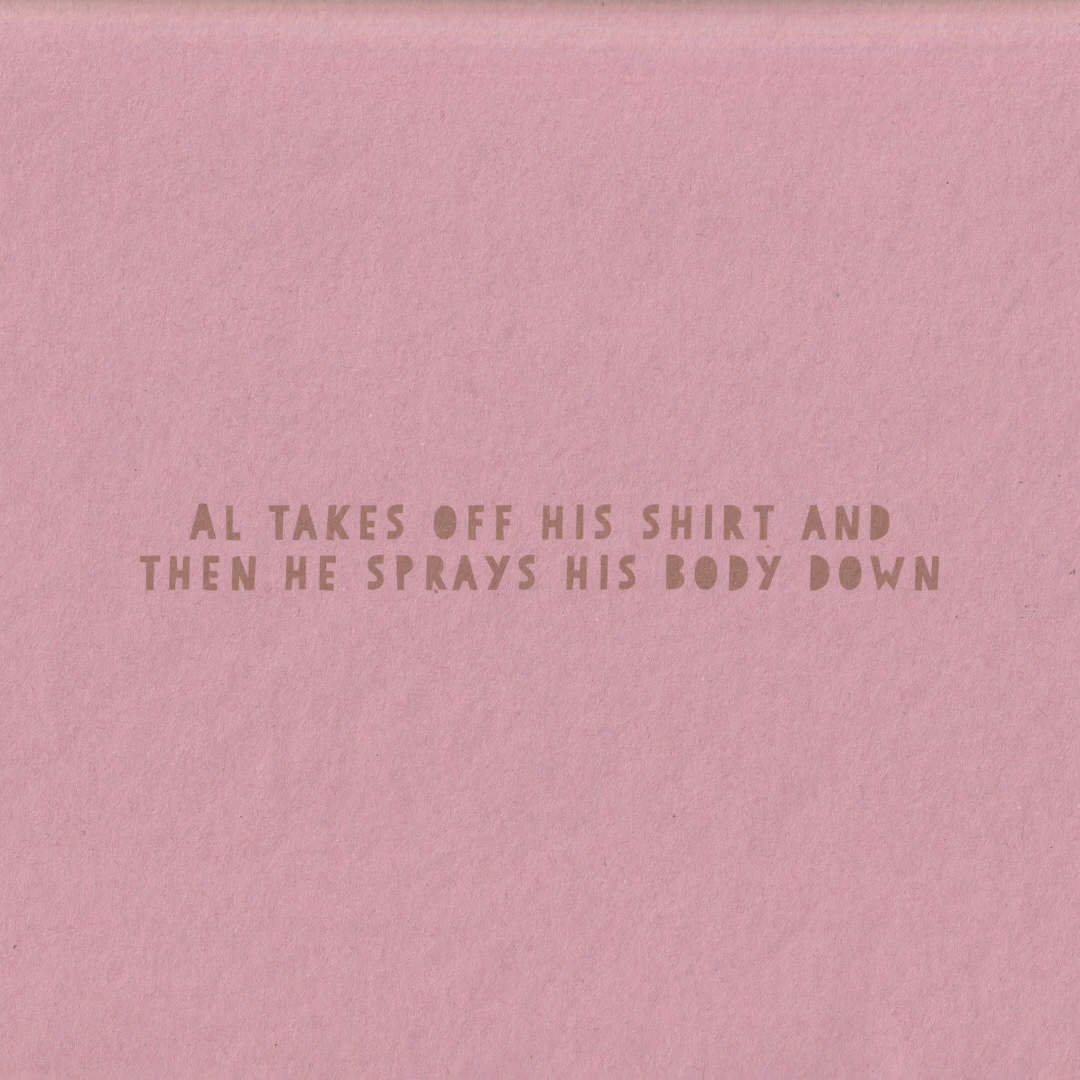 AL TAKES OFF HIS SHIRT AND
THEN HE SPRAYS HIS BODY DOWN